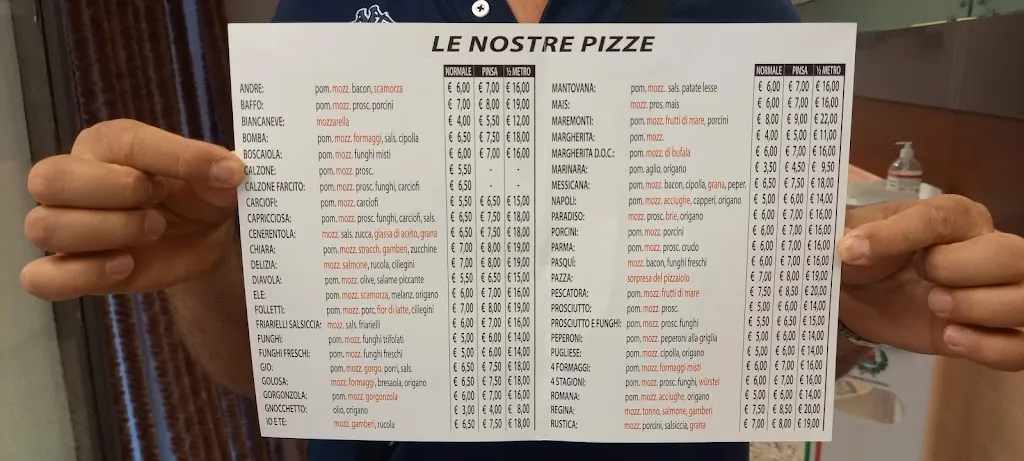 LE NOSTRE PIZZE
NORMALE PINSA ½ METRO
ANDRE: pom. mozz. bacon, scamorza € 6,00 € 7,00 € 16,00
BAFFO: pom. mozz. prosc. porcini € 7,00 € 8,00 € 19,00
BIANCANEVE: mozzarella € 4,00 € 5,50 € 12,00
BOMBA: pom. mozz. formaggi, sals. cipolla € 6,50 € 7,50 € 18,00
BOSCAIOLA: pom. mozz. funghi misti € 6,00 € 7,00 € 16,00
CALZONE: pom. mozz. prosc. € 5,50 - -
CALZONE FARCITO: pom. mozz. prosc. funghi, carciofi € 6,50 - -
CARCIOFI: pom. mozz. carciofi € 5,50 € 6,50 € 15,00
CAPRICCIOSA: pom. mozz. prosc. funghi, carciofi, sals. € 6,50 € 7,50 € 18,00
CENERENTOLA: mozz. sals. zucca, glassa di aceto, grana € 6,50 € 7,50 € 18,00
CHIARA: pom. mozz. stracch. gamberi, zucchine € 7,00 € 8,00 € 19,00
DELIZIA: mozz. salmone, rucola, ciliegini € 7,00 € 8,00 € 19,00
DIAVOLA: pom. mozz. olive, salame piccante € 5,50 € 6,50 € 15,00
ELE: pom. mozz. scamorza, melanz. origano € 6,00 € 7,00 € 16,00
FOLLETTI: pom. mozz. porc. fior di latte, ciliegini € 7,00 € 8,00 € 19,00
FRIARIELLI SALSICCIA: mozz. sals. friarielli € 6,00 € 7,00 € 16,00
FUNGHI: pom. mozz. funghi trifolati € 5,00 € 6,00 € 14,00
FUNGHI FRESCHI: pom. mozz. funghi freschi € 5,00 € 6,00 € 14,00
GIO: pom. mozz. gorgo. porri, sals. € 6,50 € 7,50 € 18,00
GOLOSA: mozz. formaggi, bresaola, origano € 6,50 € 7,50 € 18,00
GORGONZOLA: pom. mozz. gorgonzola € 6,00 € 7,00 € 16,00
GNOCCHETTO: olio, origano € 3,00 € 4,00 € 8,00
IO E TE: mozz. gamberi, rucola € 6,50 € 7,50 € 18,00
NORMALE PINSA ½ METRO
MANTOVANA: pom. mozz.. sals. patate lesse € 6,00 € 7,00 € 16,00
MAIS: pom. mozz. pros. mais € 6,00 € 7,00 € 16,00
MAREMONTI: pom. mozz. frutti di mare, porcini € 8,00 € 9,00 € 22,00
MARGHERITA: pom. mozz. € 4,00 € 5,00 € 11,00
MARGHERITA D.O.C.: pom. mozz. di bufala € 6,00 € 7,00 € 16,00
MARINARA: pom. aglio, origano € 3,50 € 4,50 € 9,50
MESSICANA: pom. mozz. bacon, cipolla, grana, peper. € 6,50 € 7,50 € 18,00
NAPOLI: pom. mozz. acciughe, capperi, origano € 5,00 € 6,00 € 14,00
PARADISO: mozz. prosc. brie, origano € 6,00 € 7,00 € 16,00
PORCINI: pom. mozz. porcini € 6,00 € 7,00 € 16,00
PARMA: pom. mozz. prosc. crudo € 6,00 € 7,00 € 16,00
PASQUÌ: mozz. bacon, funghi freschi € 6,00 € 7,00 € 16,00
PAZZA: sorpresa del pizzaiolo € 7,00 € 8,00 € 19,00
PESCATORA: pom. mozz. frutti di mare € 7,50 € 8,50 € 20,00
PROSCIUTTO: pom. mozz. prosc. € 5,00 € 6,00 € 14,00
PROSCIUTTO E FUNGHI: pom. mozz. prosc. funghi € 5,50 € 6,50 € 15,00
PEPERONI: pom. mozz. peperoni alla griglia € 5,00 € 6,00 € 14,00
PUGLIESE: pom. mozz. cipolla, origano € 5,00 € 6,00 € 14,00
4 FORMAGGI: pom. mozz. formaggi misti € 6,00 € 7,00 € 16,00
4 STAGIONI: pom. mozz. prosc. funghi, würstel € 6,00 € 7,00 € 16,00
ROMANA: pom. mozz. acciughe, origano € 5,00 € 6,00 € 14,00
REGINA: mozz. tonno, salmone, gamberi € 7,50 € 8,50 € 20,00
RUSTICA: mozz. porcini, salsiccia, grana € 7,00 € 8,00 € 19,00